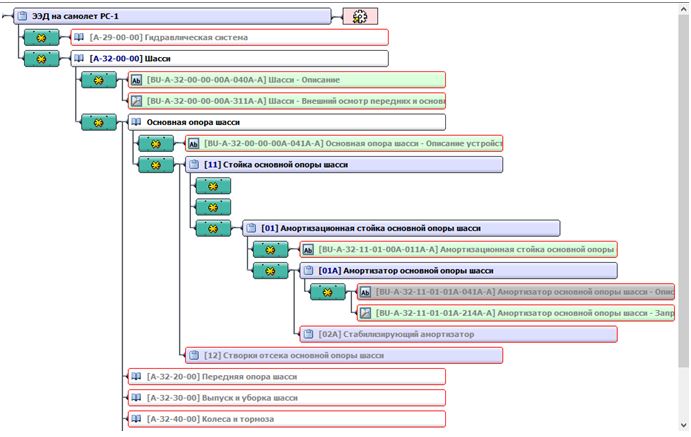 ЭЭД на самолет РС-1
[A-29-00-00] Гидравлическая система
[A-32-00-00] Шасси
[BU-A-32-00-00-00A-040A-A] Шасси - Описание
[BU-A-32-00-00-00A-311A-A] Шасси - Внешний осмотр передних и основ
Основная опора шасси
[BU-A-32-00-00-00A-041A-A] Основная опора шасси - Описание устройст
[11] Стойка основной опоры шасси
[01] Амортизационная стойка основной опоры шасси
[BU-A-32-11-01-00A-011A-A] Амортизационная стойка основной опоры
[01A] Амортизатор основной опоры шасси
[BU-A-32-11-01-01A-041A-A] Амортизатор основной опоры шасси - Опис
[BU-A-32-11-01-01A-214A-A] Амортизатор основной опоры шасси - Запр
[02A] Стабилизирующий амортизатор
[12] Створки отсека основной опоры шасси
[A-32-20-00] Передняя опора шасси
[A-32-30-00] Выпуск и уборка шасси
[A-32-40-00] Колеса и тормоза